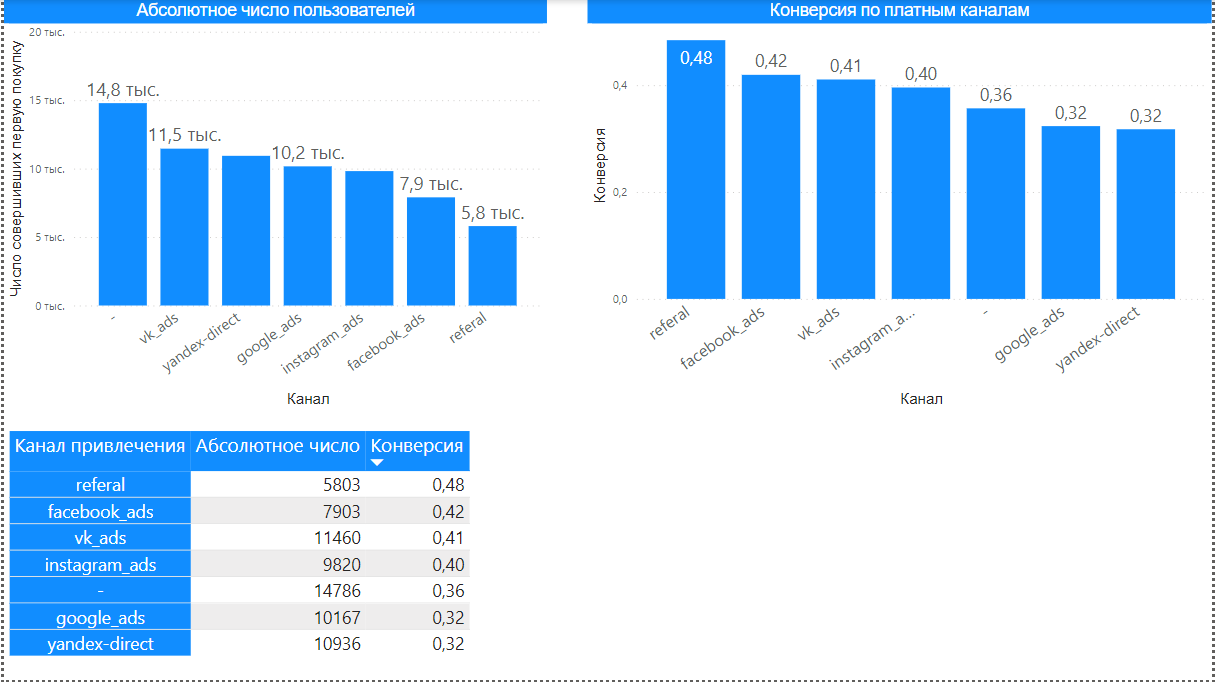 Абсолютное число пользователей
Число совершивших первую покупку
20 тыс.
15 тыс.
10 тыс.
5 тыс.
0 тыс.
14,8 тыс.
11,5 тыс.
10,2 тыс.
7,9 тыс.
5,8 тыс.
-
vk_ads
yandex-direct
google_ads
instagram_ads
facebook_ads
referal
Канал
Конверсия по платным каналам
Конверсия
0,4
0,2
0,0
0,48
0,42
0,41
0,40
0,36
0,32
0,32
referal
facebook_ads
vk_ads
instagram_a...
-
google_ads
yandex-direct
Канал
Канал привлечения Абсолютное число Конверсия
referal 5803 0,48
facebook_ads 7903 0,42
vk_ads 11460 0,41
instagram_ads 9820 0,40
- 14786 0,36
google_ads 10167 0,32
yandex-direct 10936 0,32